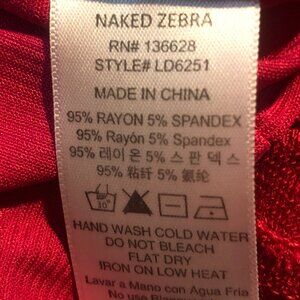 NAKED ZEBRA
RN# 136628
STYLE# LD6251
MADE IN CHINA
95% RAYON 5% SPANDEX
95% Rayón 5% Spandex
95% 레이 온 5% 스 판 덱 스
95% 粘纤 5% 氨纶
HAND WASH COLD WATER
DO NOT BLEACH
FLAT DRY
IRON ON LOW HEAT
Lavar a Mano con Agua Fria
No use